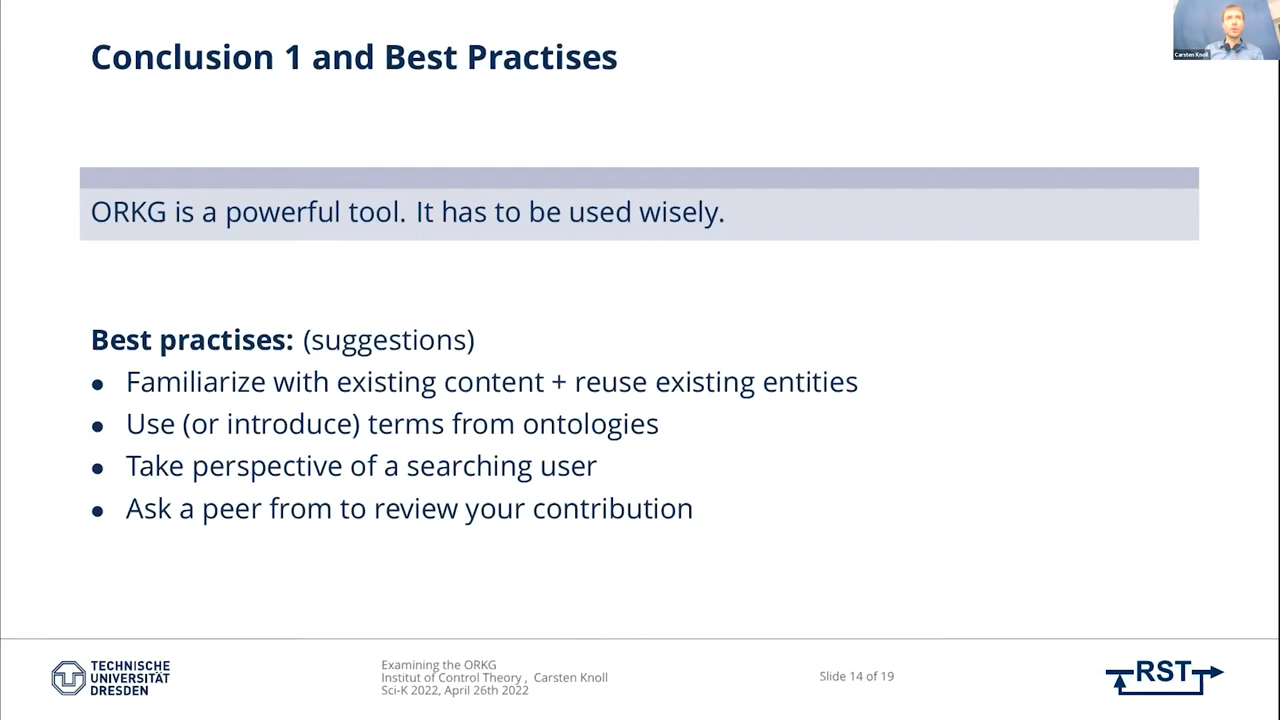 Conclusion 1 and Best Practises
Carsten Knoll
ORKG is a powerful tool. It has to be used wisely.
Best practises: (suggestions)
• Familiarize with existing content + reuse existing entities
• Use (or introduce) terms from ontologies
• Take perspective of a searching user
• Ask a peer from to review your contribution
TECHNISCHE
UNIVERSITÄT
DRESDEN
Examining the ORKG
Institut of Control Theory , Carsten Knoll
Sci-K 2022, April 26th 2022
Slide 14 of 19
RST